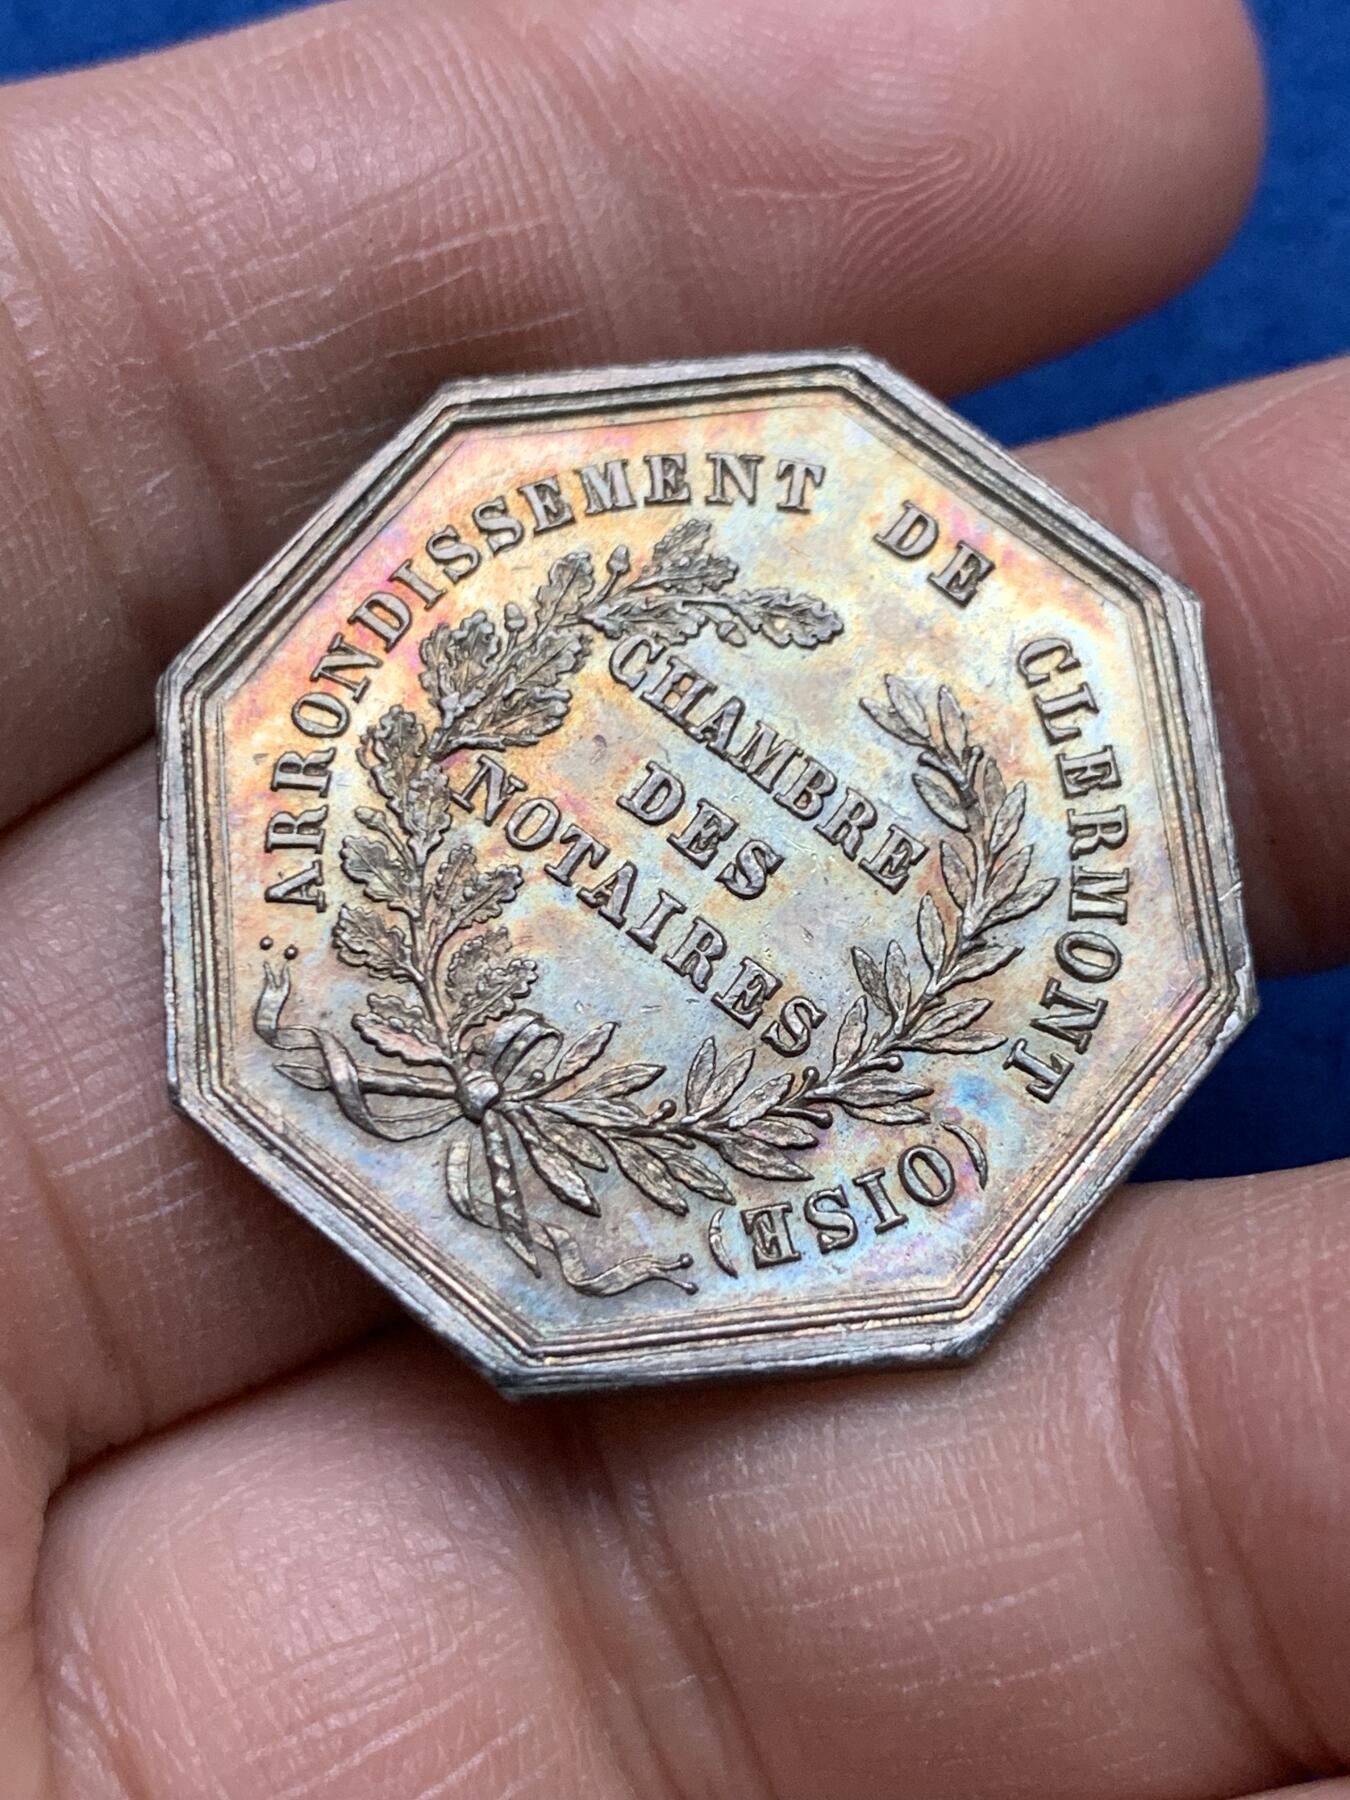 ARRONDISSEMENT DE CLERMONT
(OISE)
CHAMBRE
DES
NOTAIRES